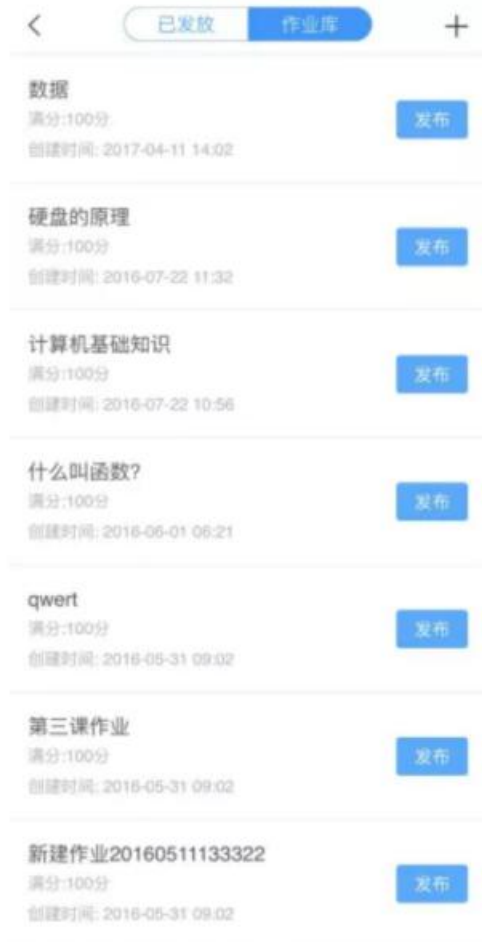 已发放 作业库
数据
满分:100分
发布
创建时间: 2017-04-11 14:02
硬盘的原理
满分:100分
发布
创建时间: 2016-07-22 11:32
计算机基础知识
满分:100分
发布
创建时间: 2016-07-22 10:56
什么叫函数?
满分:100分
发布
创建时间: 2016-06-01 06:21
qwert
满分:100分
发布
创建时间: 2016-05-31 09:02
第三课作业
满分:100分
发布
创建时间: 2016-05-31 09:02
新建作业20160511133322
满分:100分
发布
创建时间: 2016-05-31 09:02